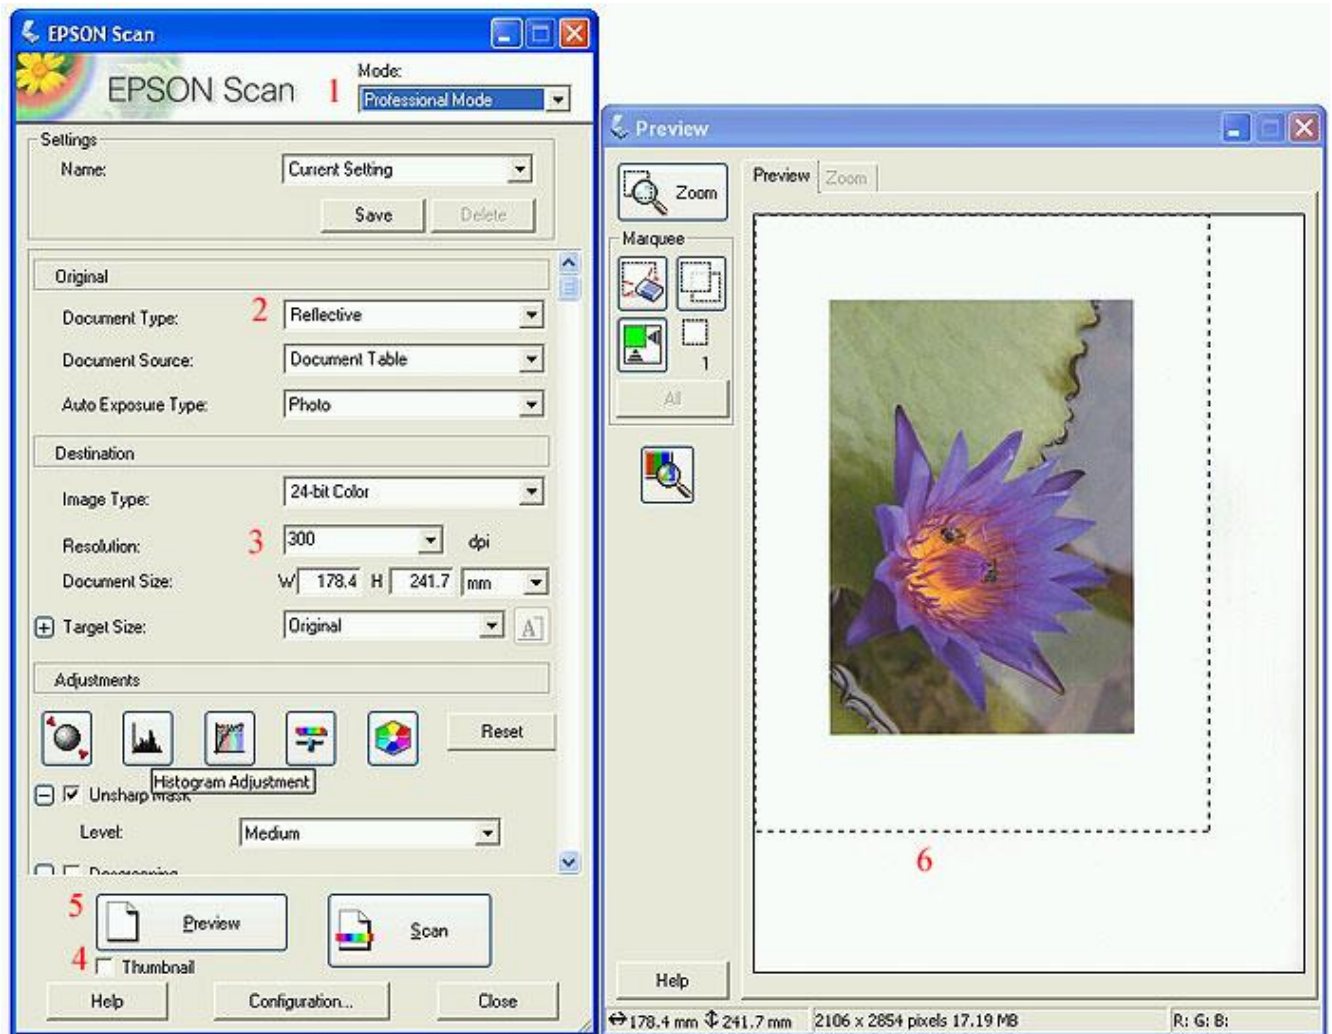 EPSON Scan
EPSON Scan
1
Mode:
Professional Mode
Settings
Name:
Current Setting
Save
Delete
Original
Document Type:
2
Reflective
Document Source:
Document Table
Auto Exposure Type:
Photo
Destination
Image Type:
24-bit Color
Resolution:
3
300
dpi
Document Size:
W 178.4 H 241.7 mm
Target Size:
Original
A
Adjustments
Reset
Histogram Adjustment
Unsharp Mask
Level:
Medium
Descreening
5
Preview
Scan
4
Thumbnail
Help
Configuration...
Close
Preview
Zoom
Preview
Zoom
Marquee
1
All
6
Help
178.4 mm 241.7 mm
2106 x 2854 pixels 17.19 MB
R: G: B: